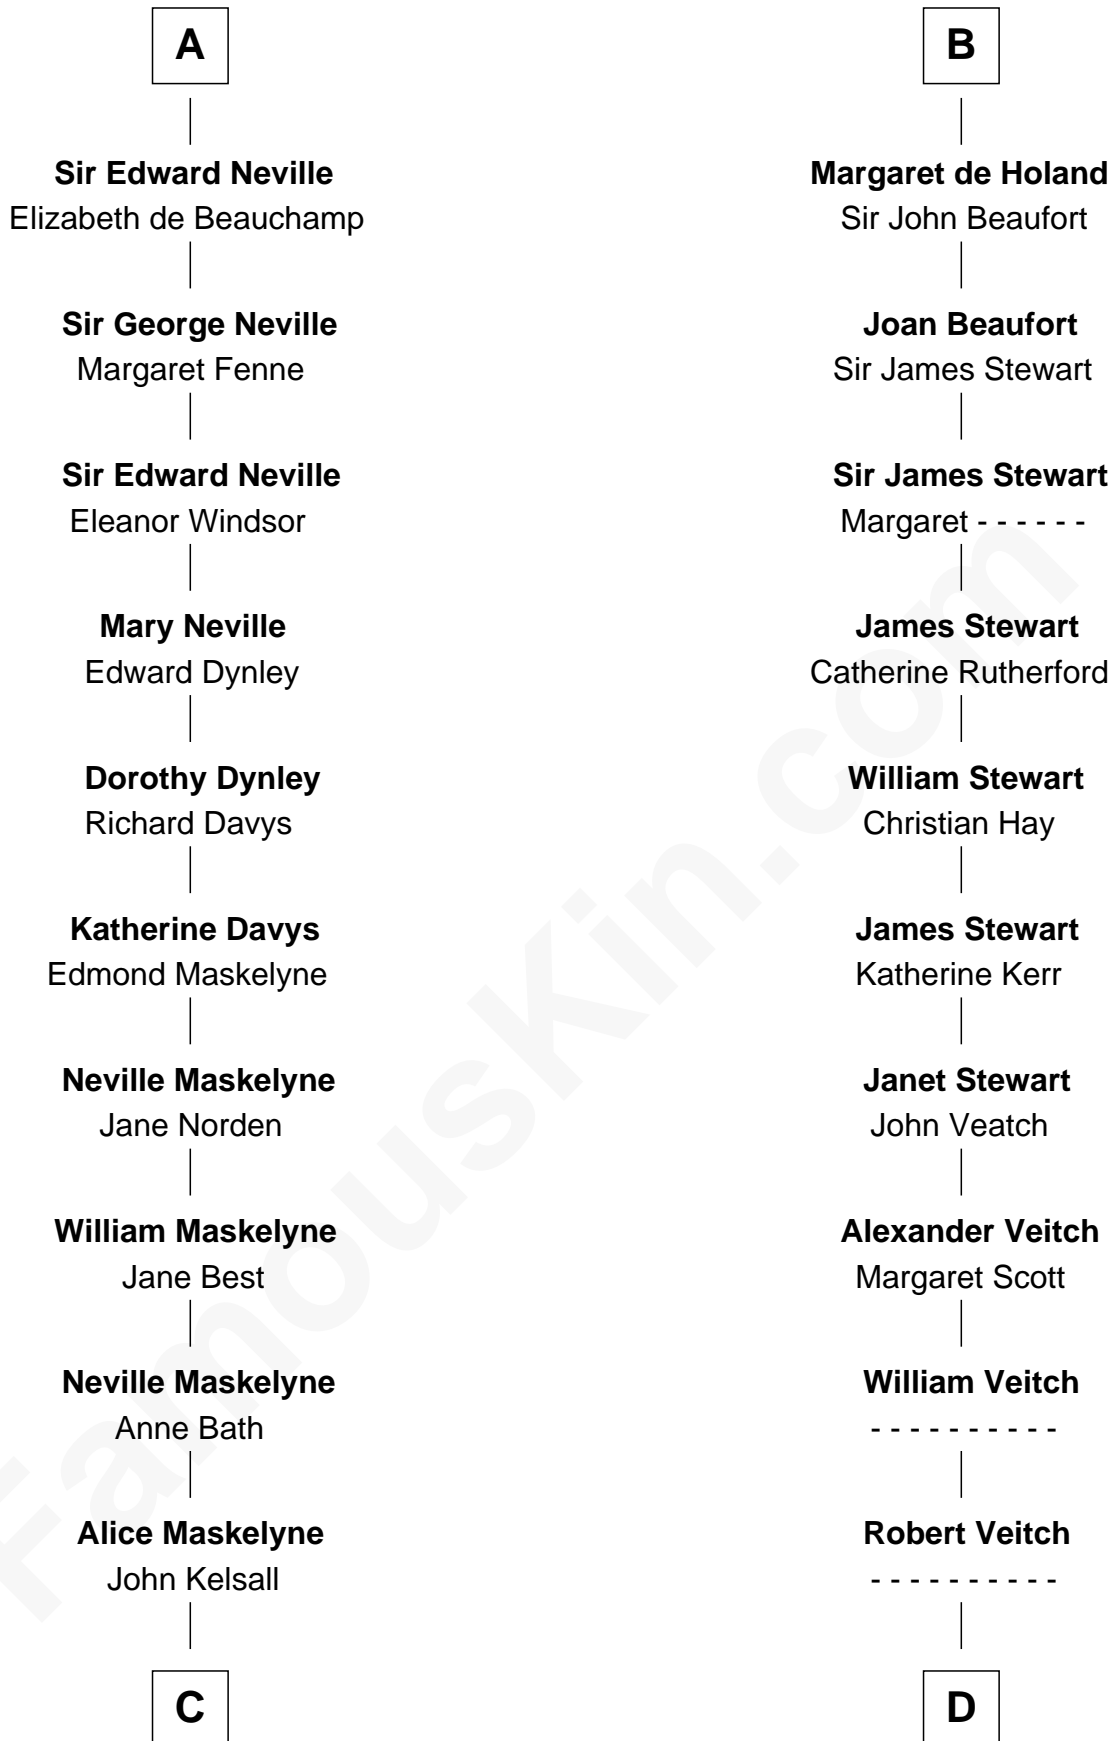 A
Sir Edward Neville
Elizabeth de Beauchamp
Sir George Neville
Margaret Fenne
Sir Edward Neville
Eleanor Windsor
Mary Neville
Edward Dynley
Dorothy Dynley
Richard Davys
Katherine Davys
Edmond Maskelyne
Neville Maskelyne
Jane Norden
William Maskelyne
Jane Best
Neville Maskelyne
Anne Bath
Alice Maskelyne
John Kelsall
C
B
Margaret de Holand
Sir John Beaufort
Joan Beaufort
Sir James Stewart
Sir James Stewart
Margaret - - - - - -
James Stewart
Catherine Rutherford
William Stewart
Christian Hay
James Stewart
Katherine Kerr
Janet Stewart
John Veatch
Alexander Veitch
Margaret Scott
William Veitch
- - - - - - - - - -
Robert Veitch
- - - - - - - - - -
D
FamousKin.com